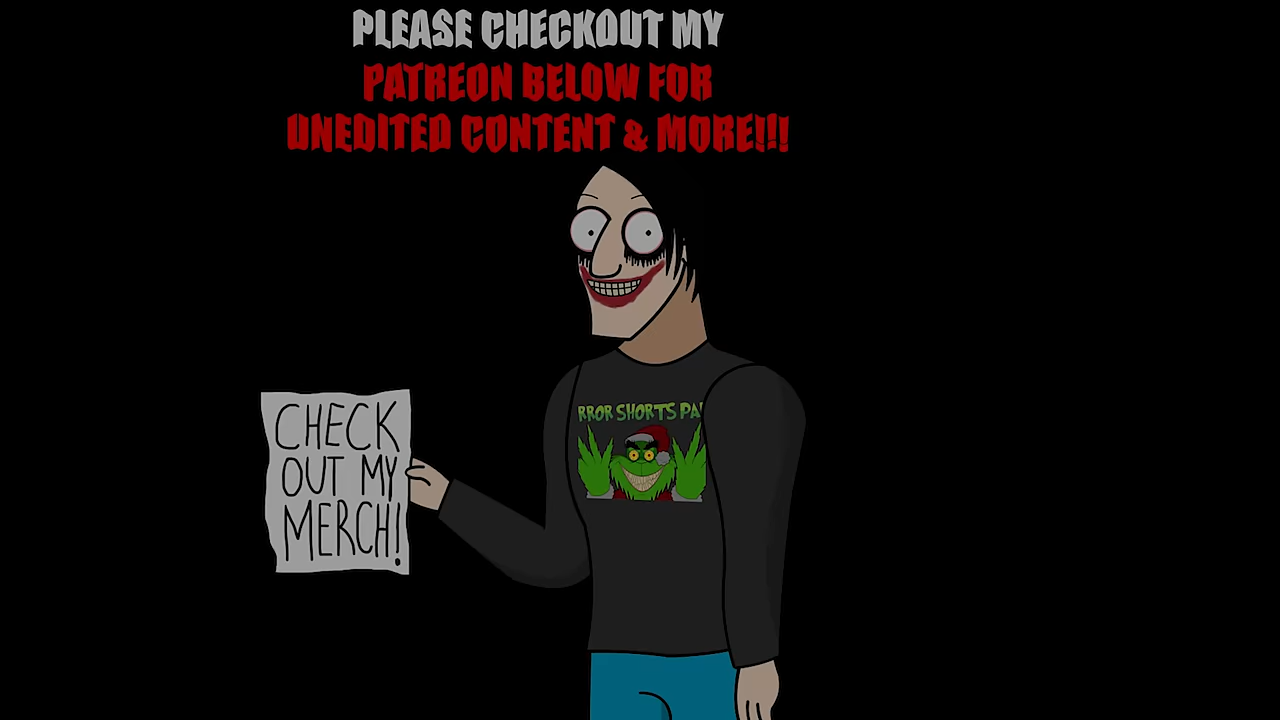 PLEASE CHECKOUT MY
PATREON BELOW FOR
UNEDITED CONTENT & MORE!!!
RROR SHORTS PA
CHECK
OUT MY
MERCH!